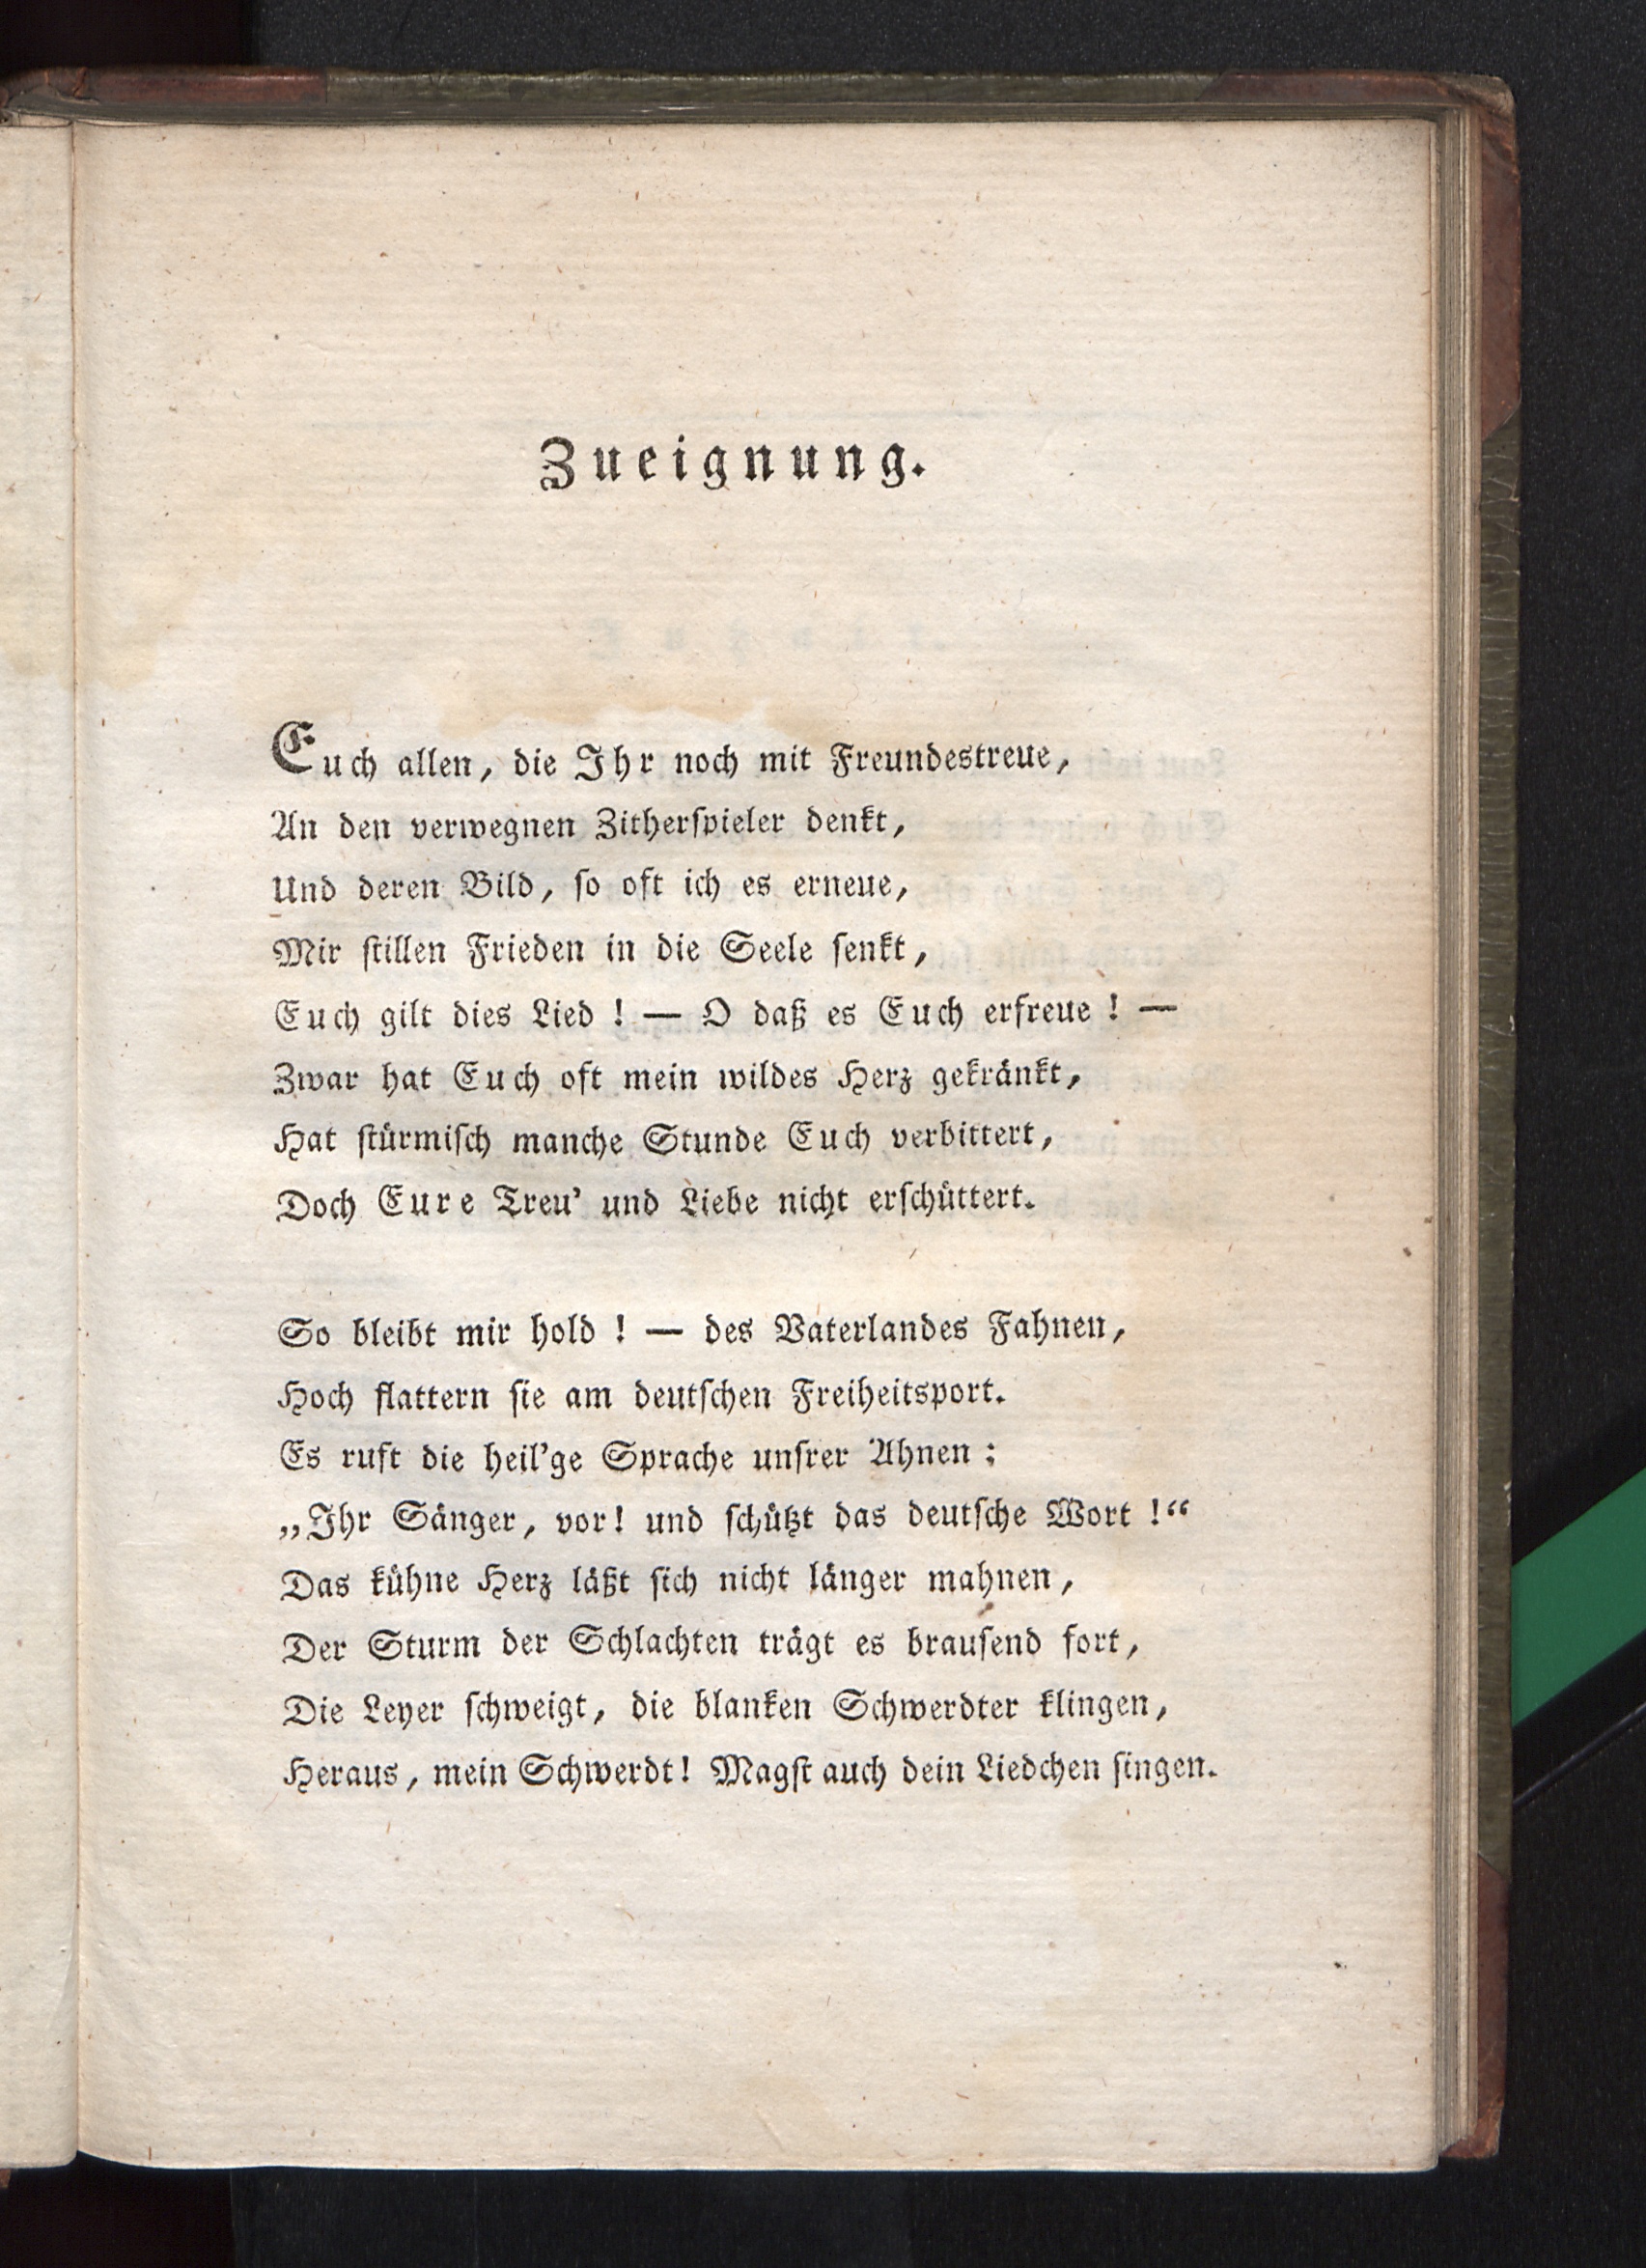 Zueignung.
Euch allen, die Ihr noch mit Freundestreue,
An den verwegnen Zitherſpieler denkt,
Und deren Bild, ſo oft ich es erneue,
Mir ſtillen Frieden in die Seele ſenkt,
Euch gilt dies Lied ! — O daß es Euch erfreue ! —
Zwar hat Euch oft mein wildes Herz gekränkt,
Hat ſtürmiſch manche Stunde Euch verbittert,
Doch Eure Treu’ und Liebe nicht erſchüttert.
So bleibt mir hold ! — des Vaterlandes Fahnen,
Hoch flattern ſie am deutſchen Freiheitsport.
Es ruft die heil’ge Sprache unſrer Ahnen :
„Ihr Sänger, vor! und ſchützt das deutſche Wort !“
Das kühne Herz läßt ſich nicht länger mahnen,
Der Sturm der Schlachten trägt es brauſend fort,
Die Leyer ſchweigt, die blanken Schwerdter klingen,
Heraus, mein Schwerdt! Magſt auch dein Liedchen ſingen.